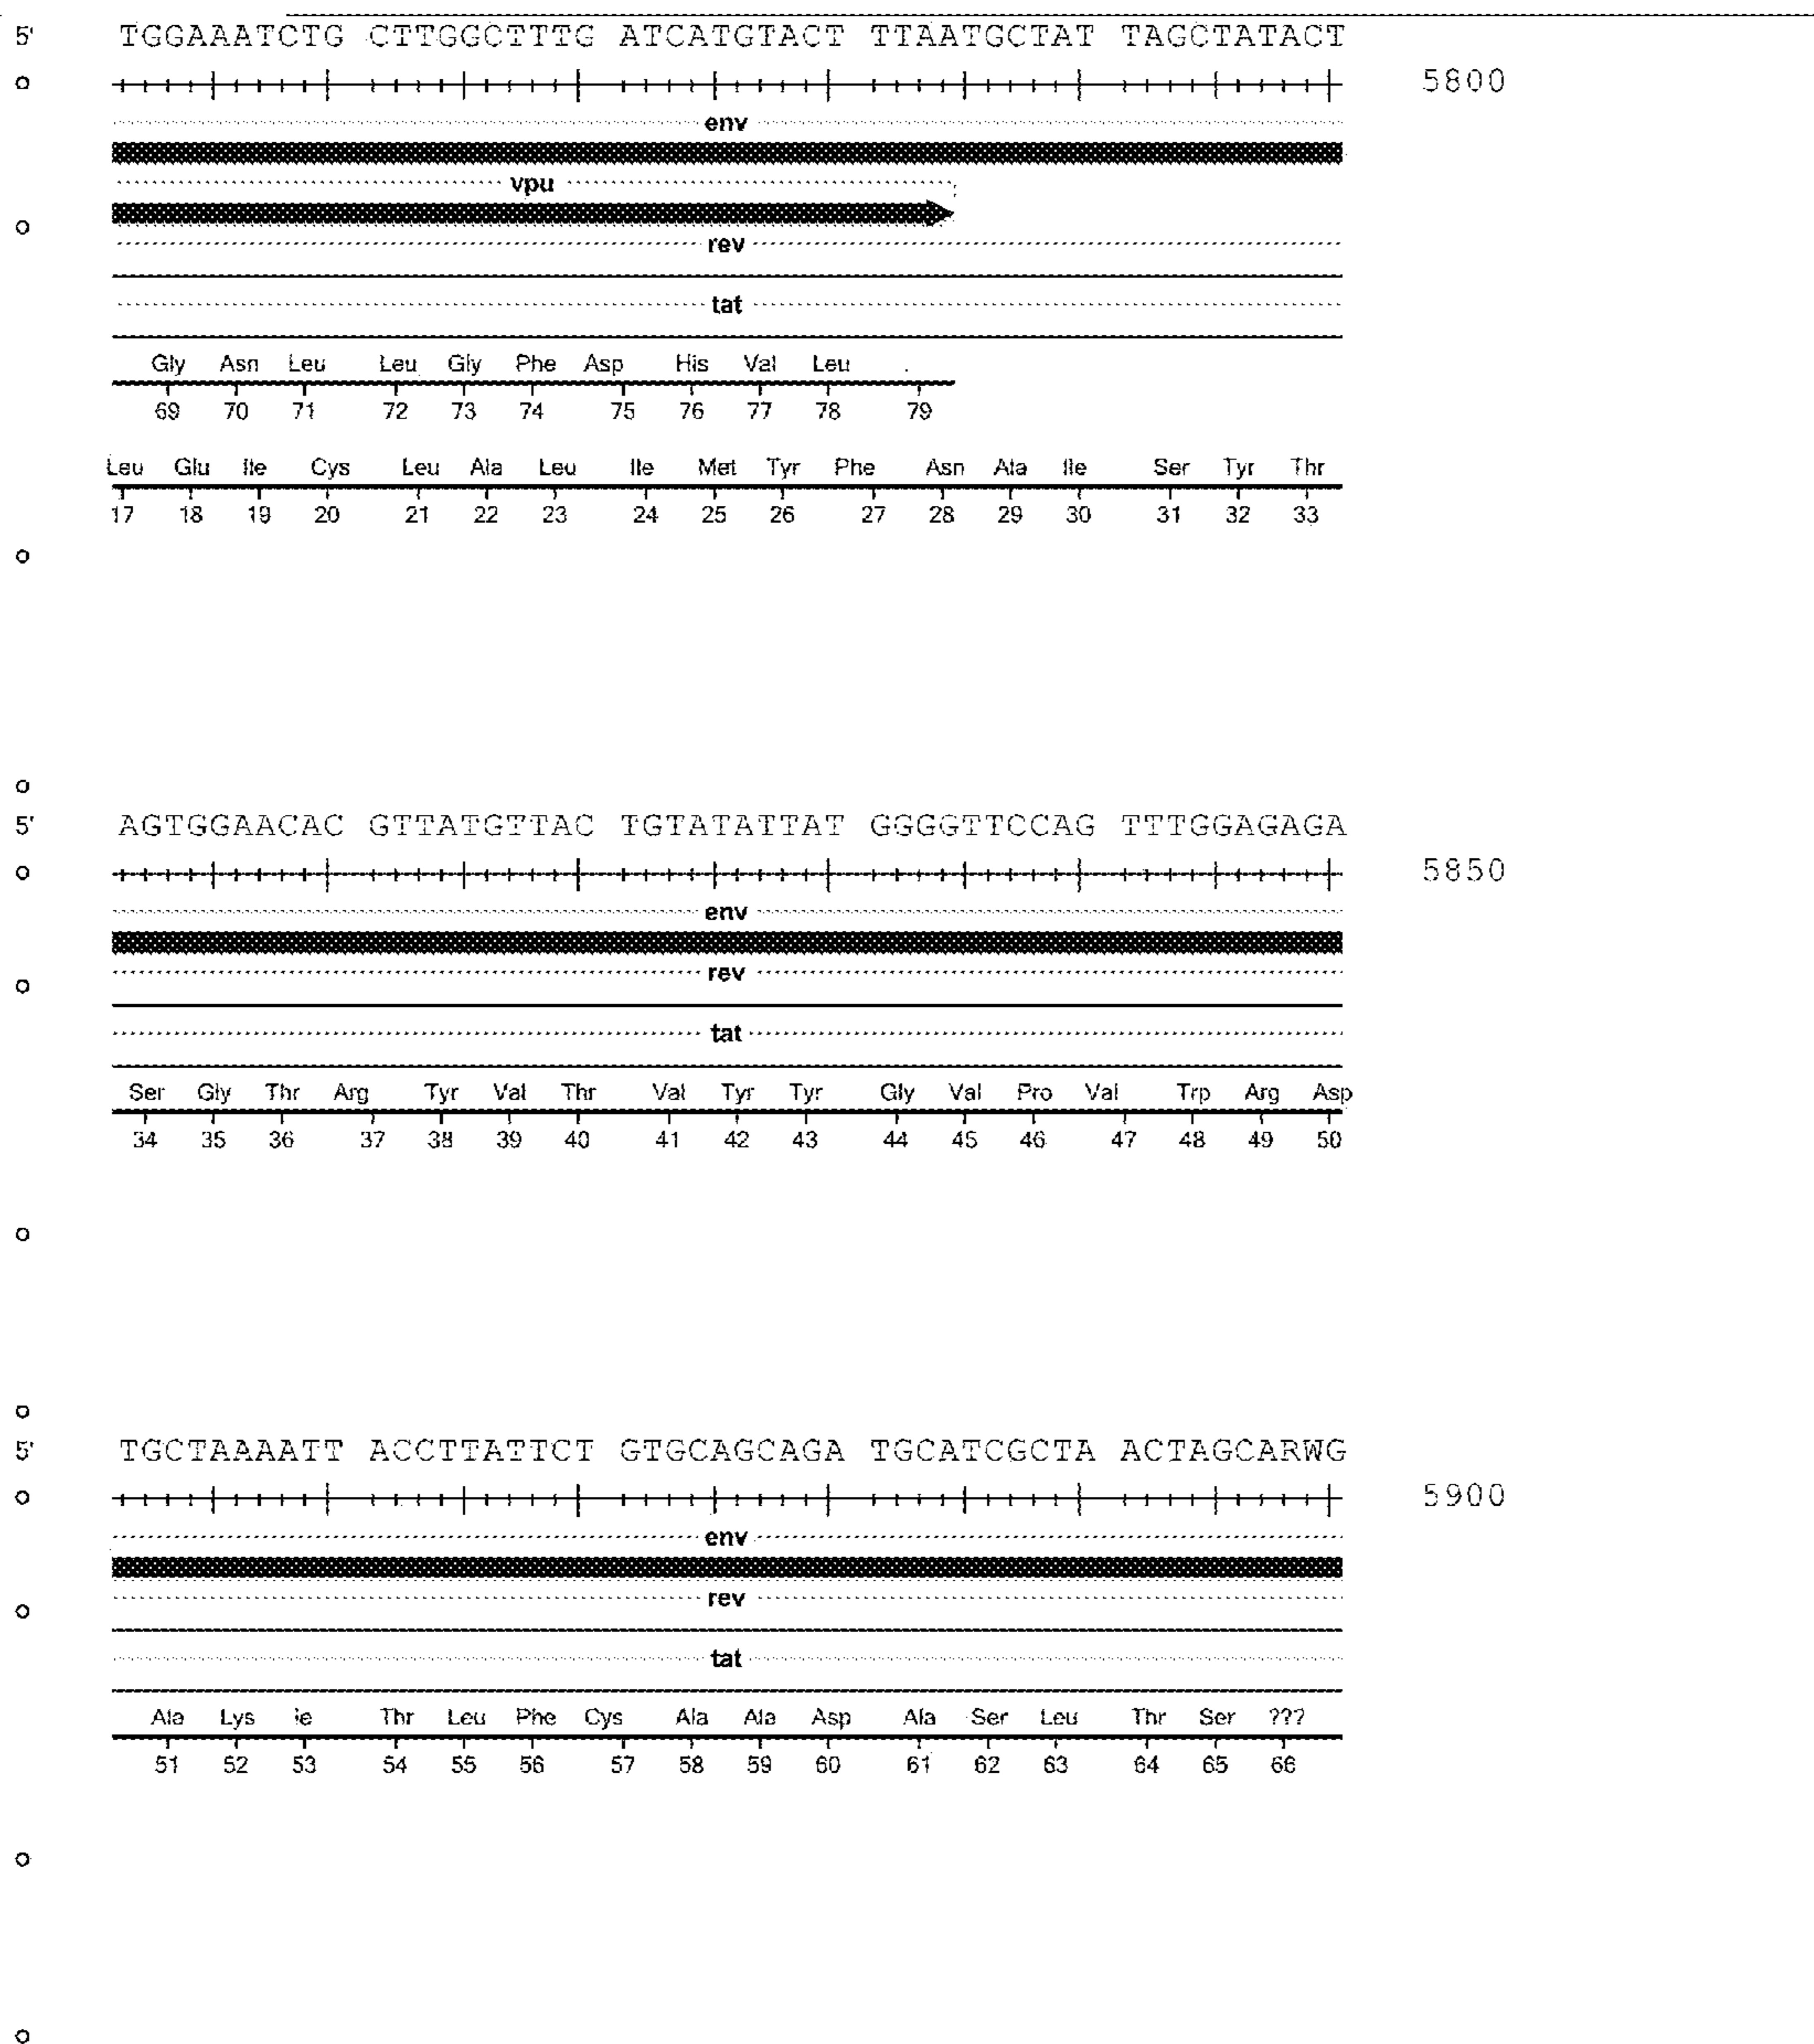 5' TGGAAATCTG CTTGGCTTTG ATCATGTACT TTAATGCTAT TAGCTATACT
5800
env
vpu
rev
tat
Gly Asn Leu Leu Gly Phe Asp His Val Leu .
69 70 71 72 73 74 75 76 77 78 79
Leu Glu Ile Cys Leu Ala Leu Ile Met Tyr Phe Asn Ala Ile Ser Tyr Thr
17 18 19 20 21 22 23 24 25 26 27 28 29 30 31 32 33
5' AGTGGAACAC GTTATGTTAC TGTATATTAT GGGGTTCCAG TTTGGAGAGA
5850
env
rev
tat
Ser Gly Thr Arg Tyr Val Thr Val Tyr Tyr Gly Val Pro Val Trp Arg Asp
34 35 36 37 38 39 40 41 42 43 44 45 46 47 48 49 50
5' TGCTAAAATT ACCTTATTCT GTGCAGCAGA TGCATCGCTA ACTAGCARWG
5900
env
rev
tat
Ala Lys Ile Thr Leu Phe Cys Ala Ala Asp Ala Ser Leu Thr Ser ???
51 52 53 54 55 56 57 58 59 60 61 62 63 64 65 66